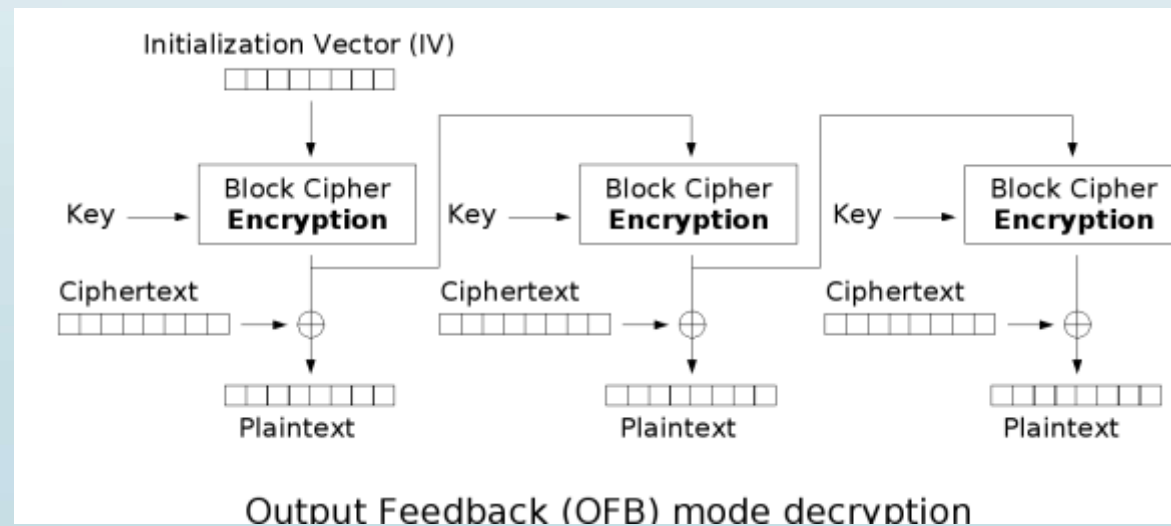 Initialization Vector (IV)
Block Cipher
Encryption
Block Cipher
Encryption
Block Cipher
Encryption
Key
Key
Key
Ciphertext
Ciphertext
Ciphertext
Plaintext
Plaintext
Plaintext
Output Feedback (OFB) mode decryption